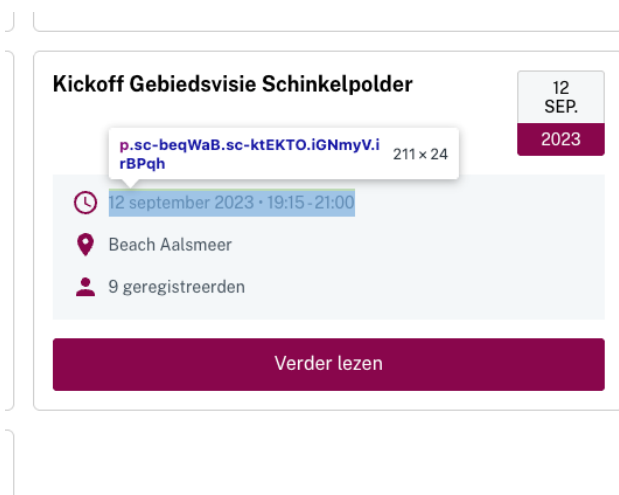 Kickoff Gebiedsvisie Schinkelpolder
12
SEP.
2023
p.sc-beqWaB.sc-ktEKTO.iGNmyV.i
rBPqh
211 × 24
12 september 2023 • 19:15 - 21:00
Beach Aalsmeer
9 geregistreerden
Verder lezen